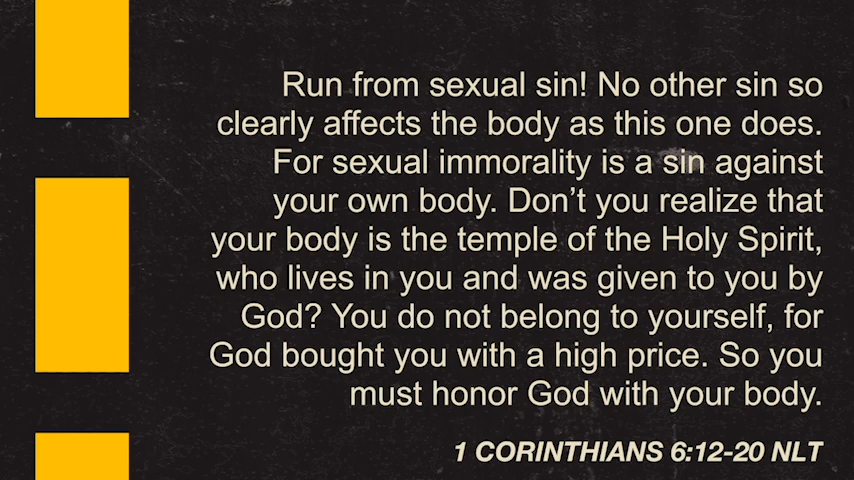 Run from sexual sin! No other sin so
clearly affects the body as this one does.
For sexual immorality is a sin against
your own body. Don’t you realize that
your body is the temple of the Holy Spirit,
who lives in you and was given to you by
God? You do not belong to yourself, for
God bought you with a high price. So you
must honor God with your body.
1 CORINTHIANS 6:12-20 NLT